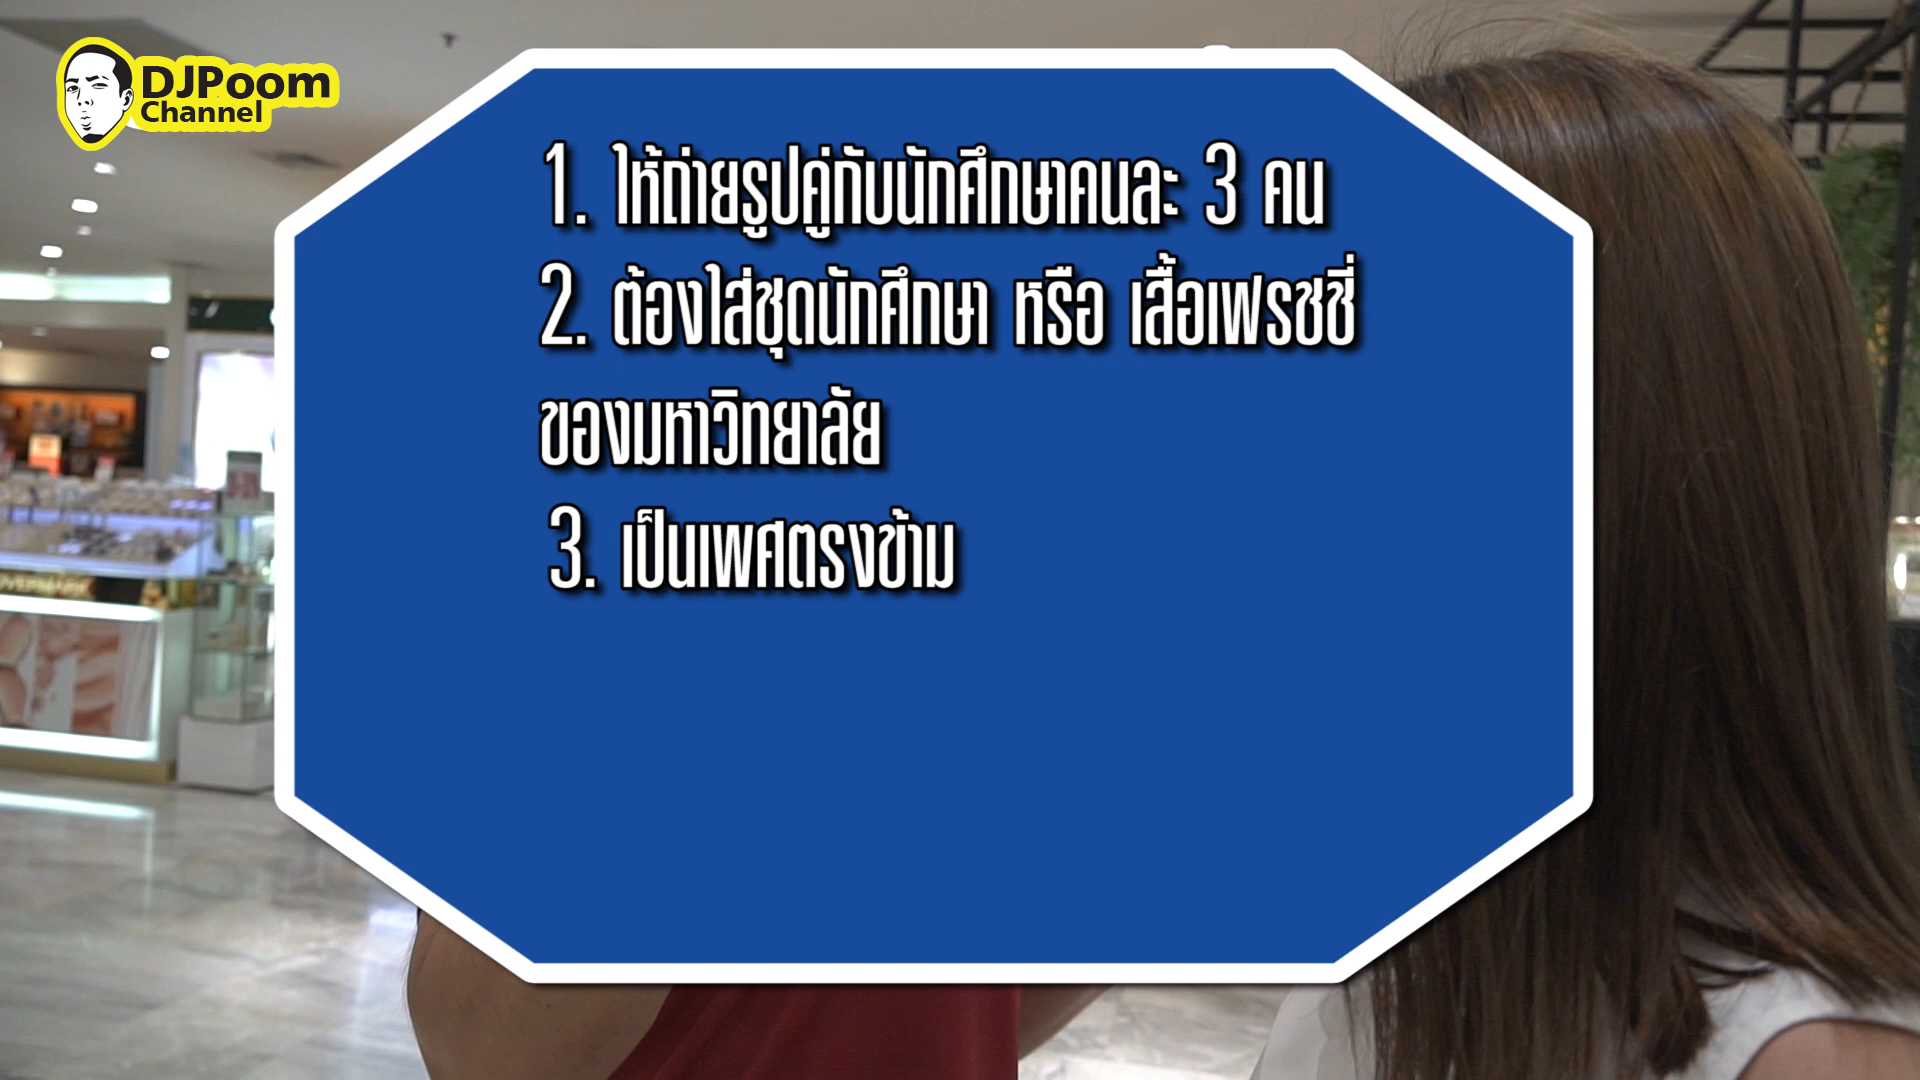 DJPoom
Channel
1. ให้ถ่ายรูปคู่กับนักศึกษาคนละ 3 คน
2. ต้องใส่ชุดนักศึกษา หรือ เสื้อเฟรชชี่
ของมหาวิทยาลัย
3. เป็นเพศตรงข้าม